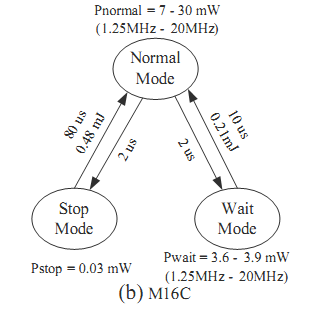 Pnormal = 7 - 30 mW
(1.25MHz - 20MHz)
Normal
Mode
80 us
0.48 mJ
2 us
2 us
10 us
0.21mJ
Stop
Mode
Wait
Mode
Pstop = 0.03 mW
Pwait = 3.6 - 3.9 mW
(1.25MHz - 20MHz)
(b) M16C